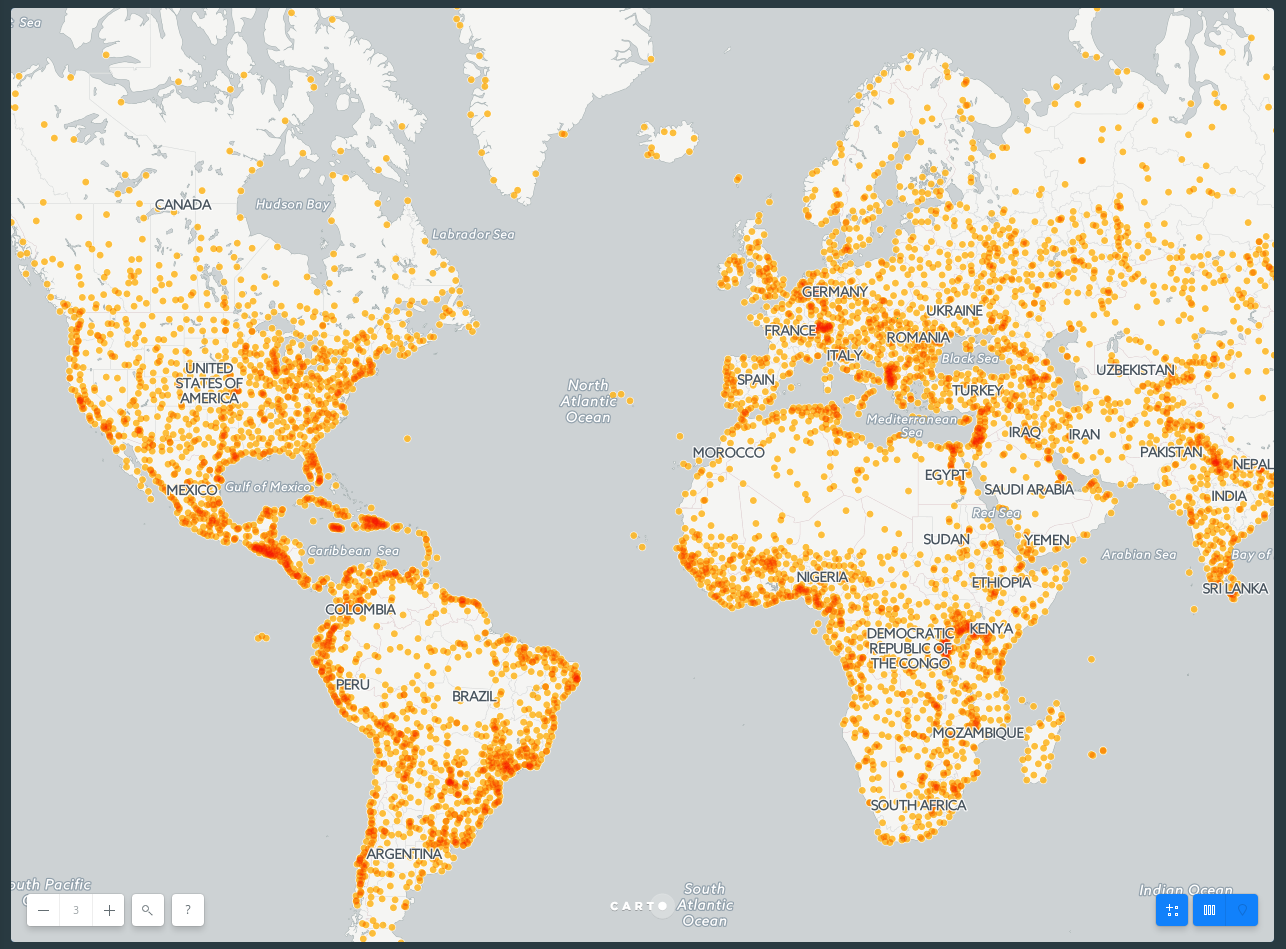 Sea
CANADA
Hudson Bay
Labrador Sea
GERMANY
UKRAINE
FRANCE
ROMANIA
ITALY
Black Sea
UNITED
STATES OF
AMERICA
SPAIN
UZBEKISTAN
TURKEY
North
Atlantic
Ocean
Mediterranean
Sea
IRAQ
IRAN
MOROCCO
PAKISTAN
NEPAL
EGYPT
MEXICO
Gulf of Mexico
SAUDI ARABIA
INDIA
Red Sea
SUDAN
YEMEN
Caribbean Sea
Arabian Sea
Bay of
NIGERIA
ETHIOPIA
SRI LANKA
COLOMBIA
KENYA
DEMOCRATIC
REPUBLIC OF
THE CONGO
PERU
BRAZIL
MOZAMBIQUE
SOUTH AFRICA
ARGENTINA
outh Pacific
South
Atlantic
Ocean
Indian Ocean
3
?
CARTO